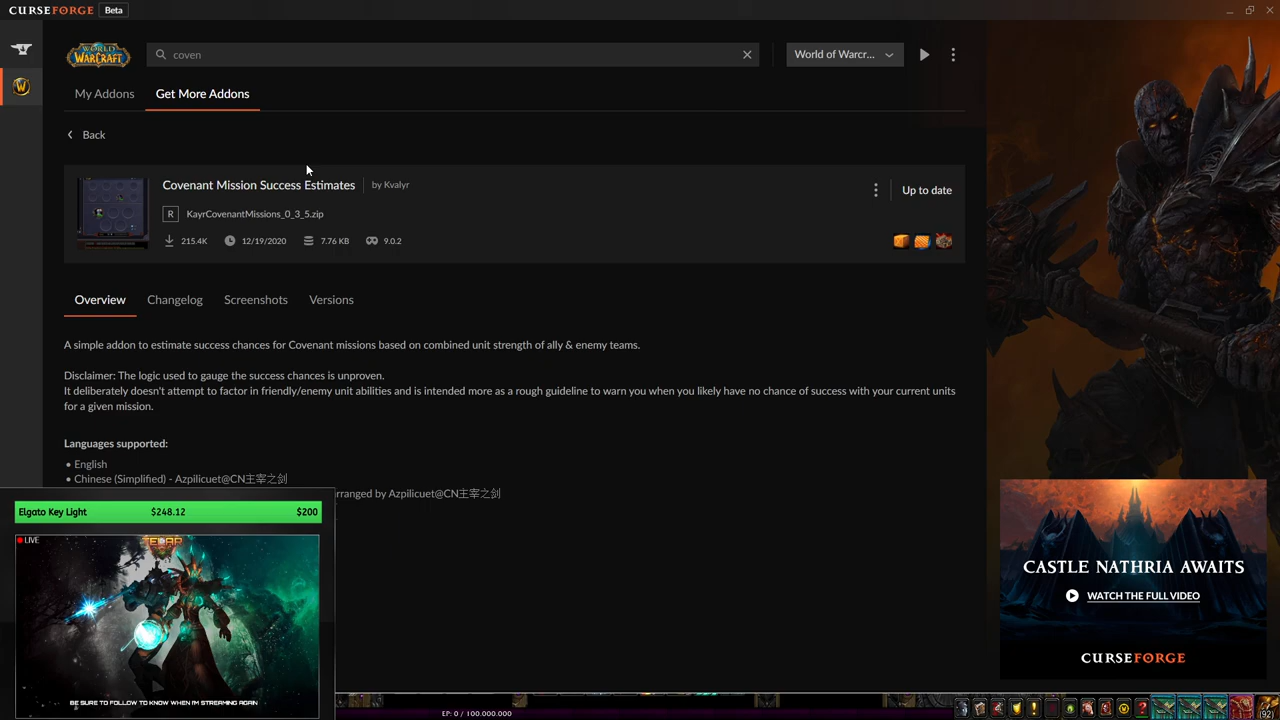 CURSEFORGE Beta
WORLD OF WARCRAFT
coven
World of Warcr...
My Addons
Get More Addons
Back
Covenant Mission Success Estimates
by Kvalyr
R KayrCovenantMissions_0_3_5.zip
215.4K
12/19/2020
7.76 KB
9.0.2
Up to date
Overview
Changelog
Screenshots
Versions
A simple addon to estimate success chances for Covenant missions based on combined unit strength of ally & enemy teams.
Disclaimer: The logic used to gauge the success chances is unproven.
It deliberately doesn't attempt to factor in friendly/enemy unit abilities and is intended more as a rough guideline to warn you when you likely have no chance of success with your current units
for a given mission.
Languages supported:
• English
• Chinese (Simplified) - Azpilicuet@CN主宰之剑
arranged by Azpilicuet@CN主宰之剑
Elgato Key Light $248.12 $200
LIVE
BE SURE TO FOLLOW TO KNOW WHEN I'M STREAMING AGAIN
CASTLE NATHRIA AWAITS
WATCH THE FULL VIDEO
CURSEFORGE
EP: 0 / 100.000.000
(92)